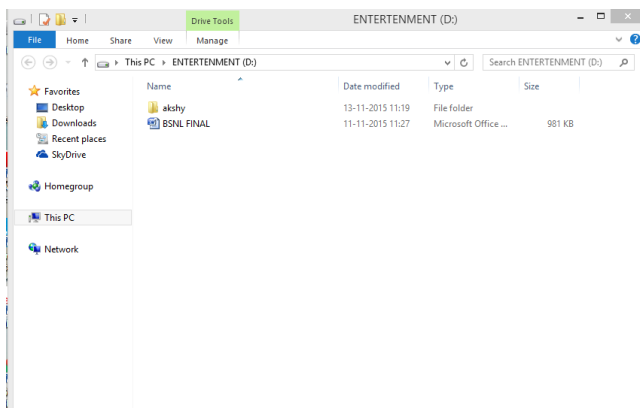 Drive Tools ENTERTENMENT (D:)
File Home Share View Manage
This PC ENTERTENMENT (D:) Search ENTERTENMENT (D:)
Name Date modified Type Size
Favorites
Desktop
Downloads
Recent places
SkyDrive
Homegroup
This PC
Network
akshy 13-11-2015 11:19 File folder
BSNL FINAL 11-11-2015 11:27 Microsoft Office ... 981 KB